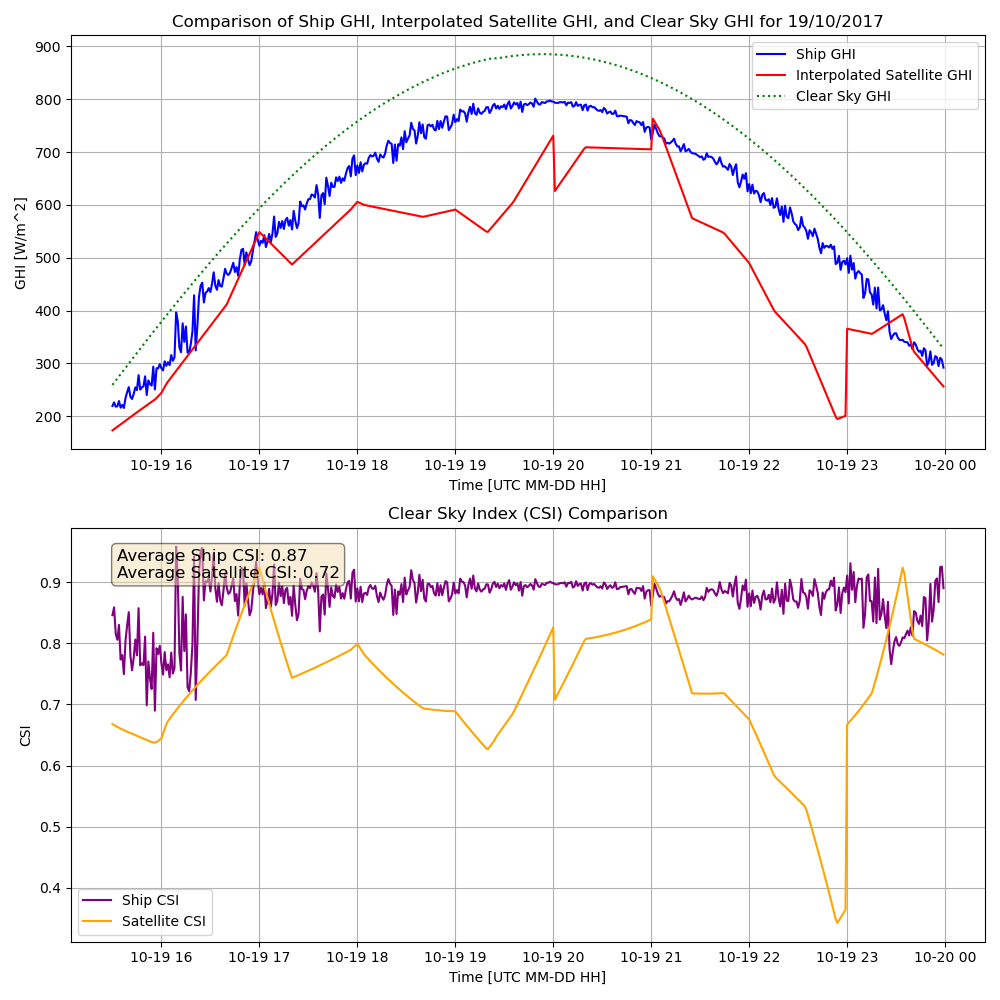 Comparison of Ship GHI, Interpolated Satellite GHI, and Clear Sky GHI for 19/10/2017
GHI [W/m^2]
900
800
700
600
500
400
300
200
Ship GHI
Interpolated Satellite GHI
Clear Sky GHI
10-19 16 10-19 17 10-19 18 10-19 19 10-19 20 10-19 21 10-19 22 10-19 23 10-20 00
Time [UTC MM-DD HH]
Clear Sky Index (CSI) Comparison
CSI
0.9
0.8
0.7
0.6
0.5
0.4
Average Ship CSI: 0.87
Average Satellite CSI: 0.72
Ship CSI
Satellite CSI
10-19 16 10-19 17 10-19 18 10-19 19 10-19 20 10-19 21 10-19 22 10-19 23 10-20 00
Time [UTC MM-DD HH]